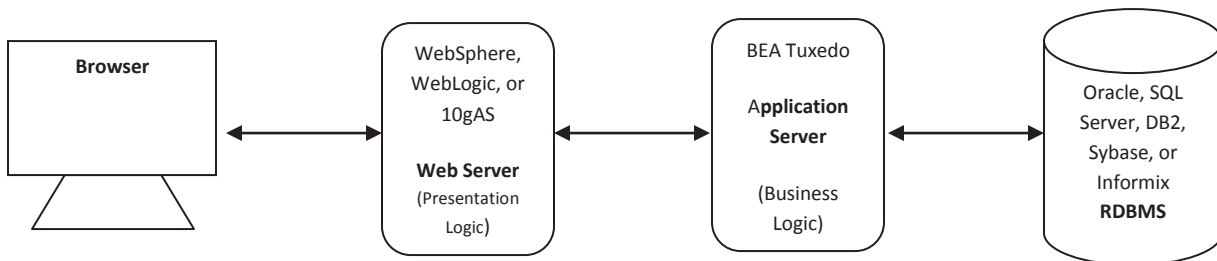 Browser
WebSphere,
WebLogic, or
10gAS
Web Server
(Presentation
Logic)
BEA Tuxedo
Application
Server
(Business
Logic)
Oracle, SQL
Server, DB2,
Sybase, or
Informix
RDBMS